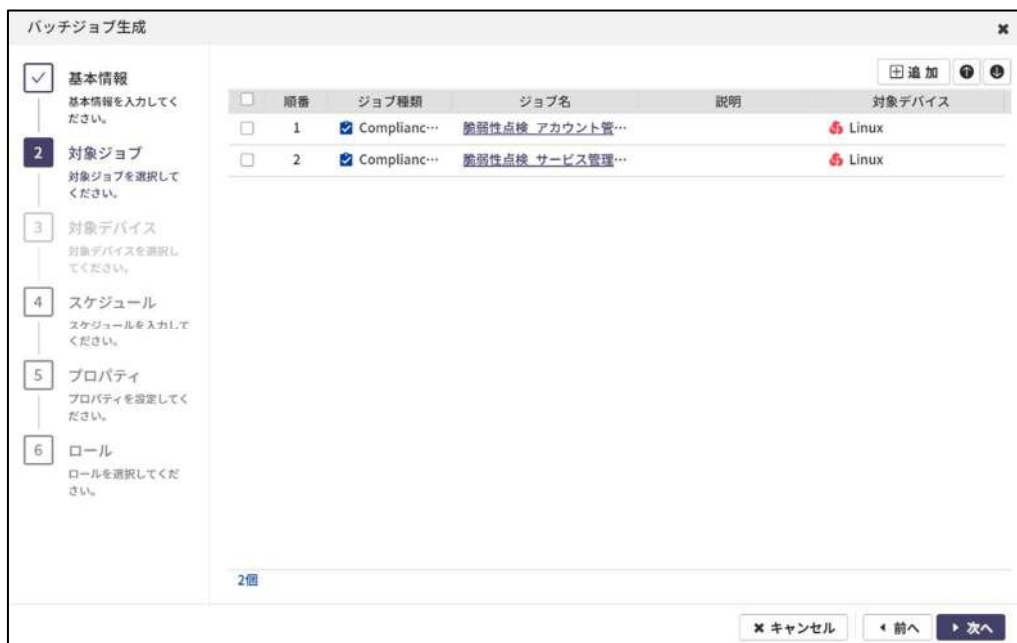 バッチジョブ生成
基本情報
基本情報を入力してく
ださい。
2
対象ジョブ
対象ジョブを選択して
ください。
3
対象デバイス
対象デバイスを選択し
てください。
4
スケジュール
スケジュールを入力して
ください。
5
プロパティ
プロパティを設定してく
ださい。
6
ロール
ロールを選択してくだ
さい。
追加
順番 ジョブ種類 ジョブ名 説明 対象デバイス
1 Complianc… 脆弱性点検_アカウント管… Linux
2 Complianc… 脆弱性点検_サービス管理… Linux
2個
キャンセル 前へ 次へ